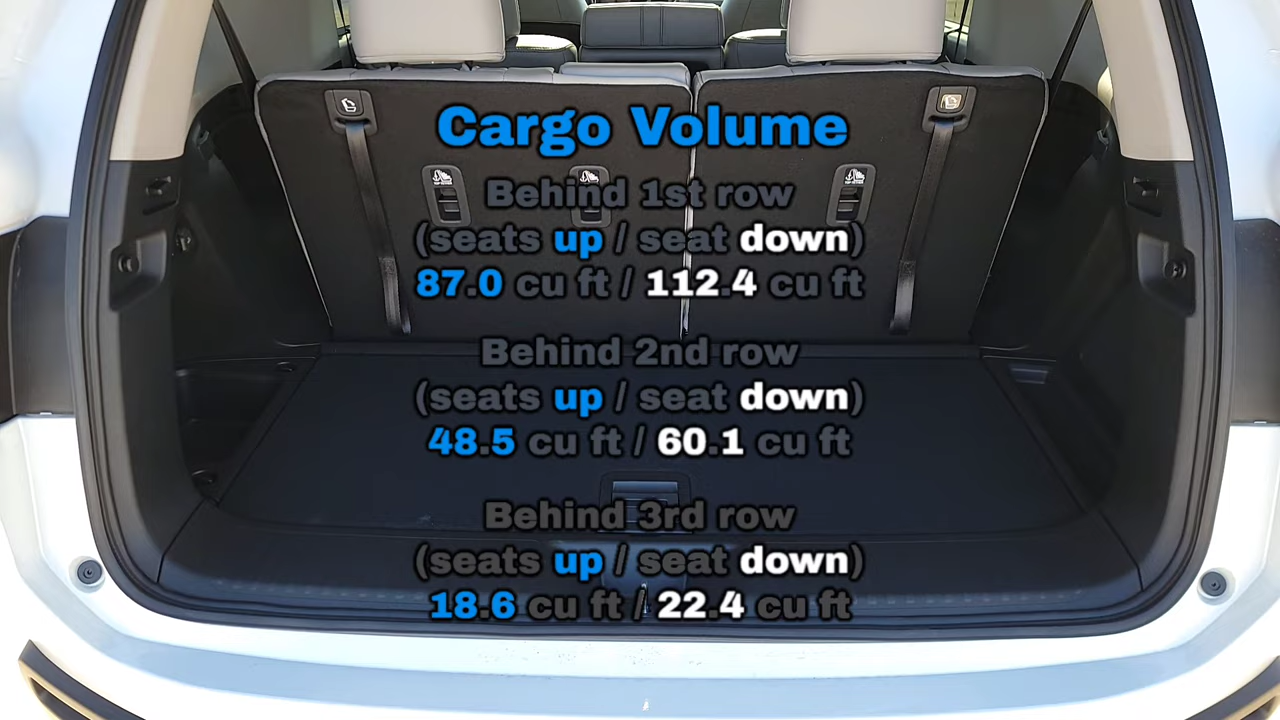 Cargo Volume
Behind 1st row
(seats up / seat down)
87.0 cu ft / 112.4 cu ft
Behind 2nd row
(seats up / seat down)
48.5 cu ft / 60.1 cu ft
Behind 3rd row
(seats up / seat down)
18.6 cu ft / 22.4 cu ft